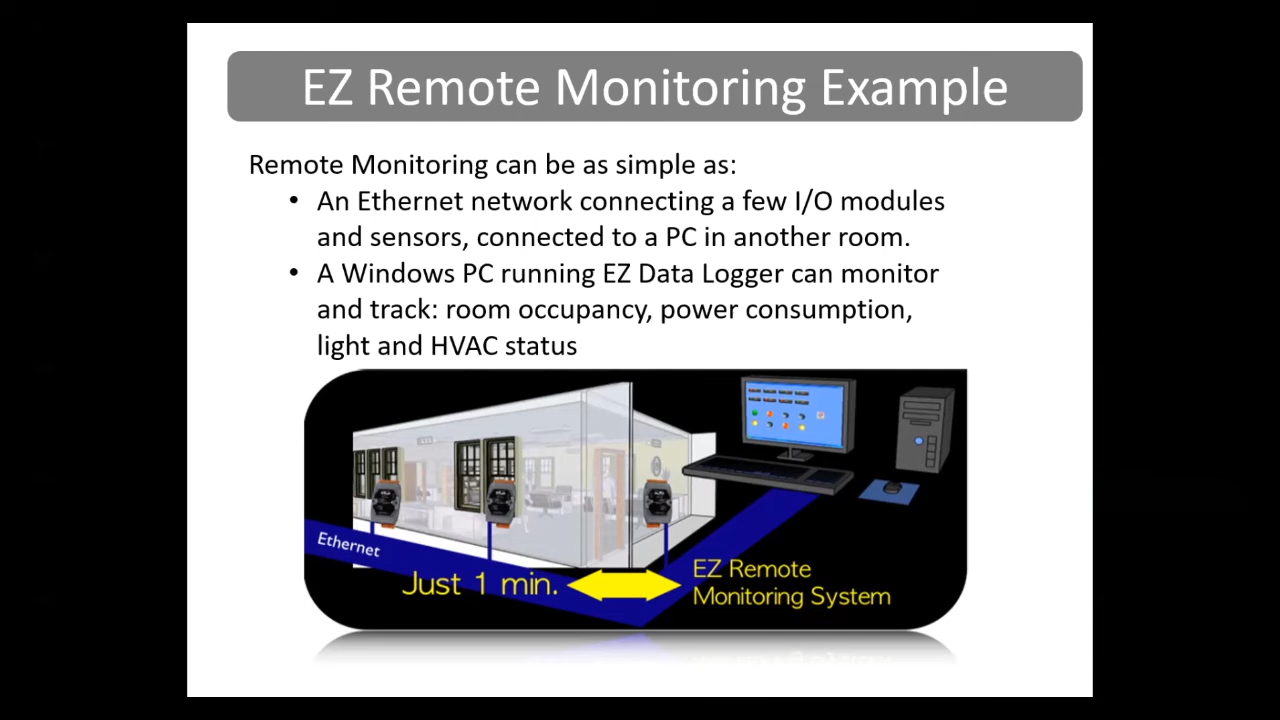 EZ Remote Monitoring Example
Remote Monitoring can be as simple as:
• An Ethernet network connecting a few I/O modules
and sensors, connected to a PC in another room.
• A Windows PC running EZ Data Logger can monitor
and track: room occupancy, power consumption,
light and HVAC status
Ethernet
Just 1 min.
EZ Remote
Monitoring System